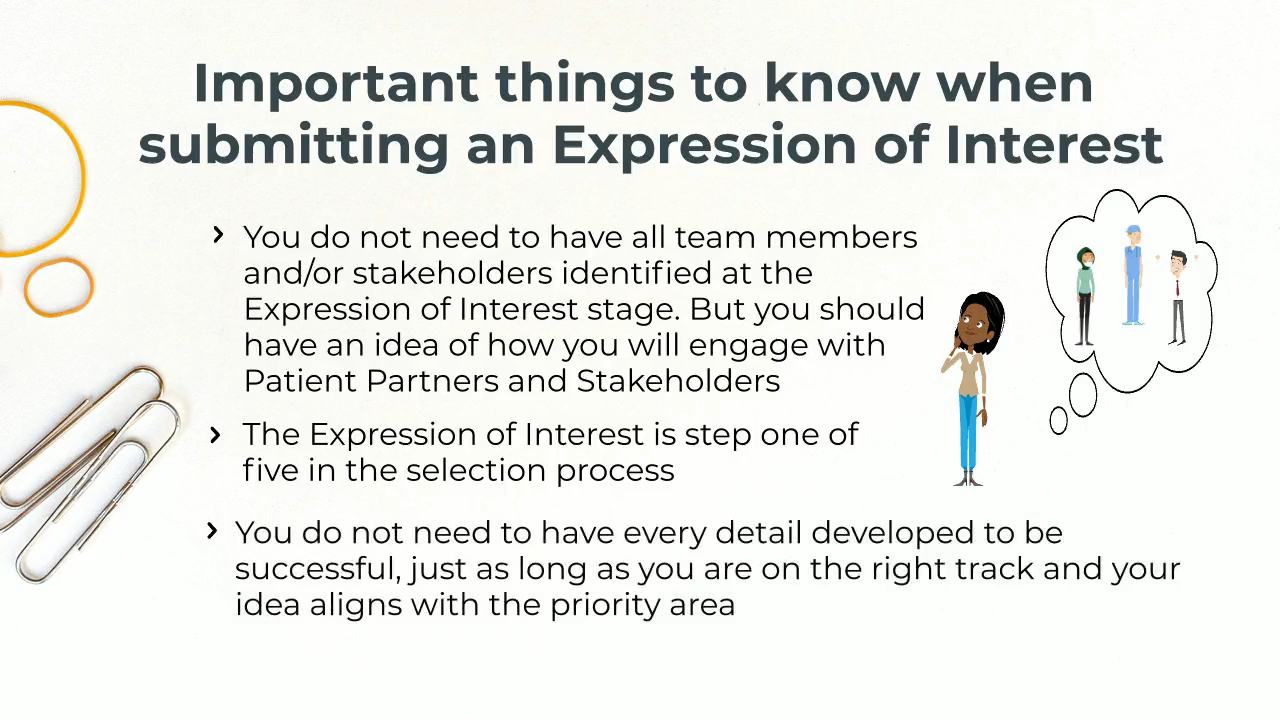 Important things to know when
submitting an Expression of Interest
You do not need to have all team members
and/or stakeholders identified at the
Expression of Interest stage. But you should
have an idea of how you will engage with
Patient Partners and Stakeholders
The Expression of Interest is step one of
five in the selection process
You do not need to have every detail developed to be
successful, just as long as you are on the right track and your
idea aligns with the priority area